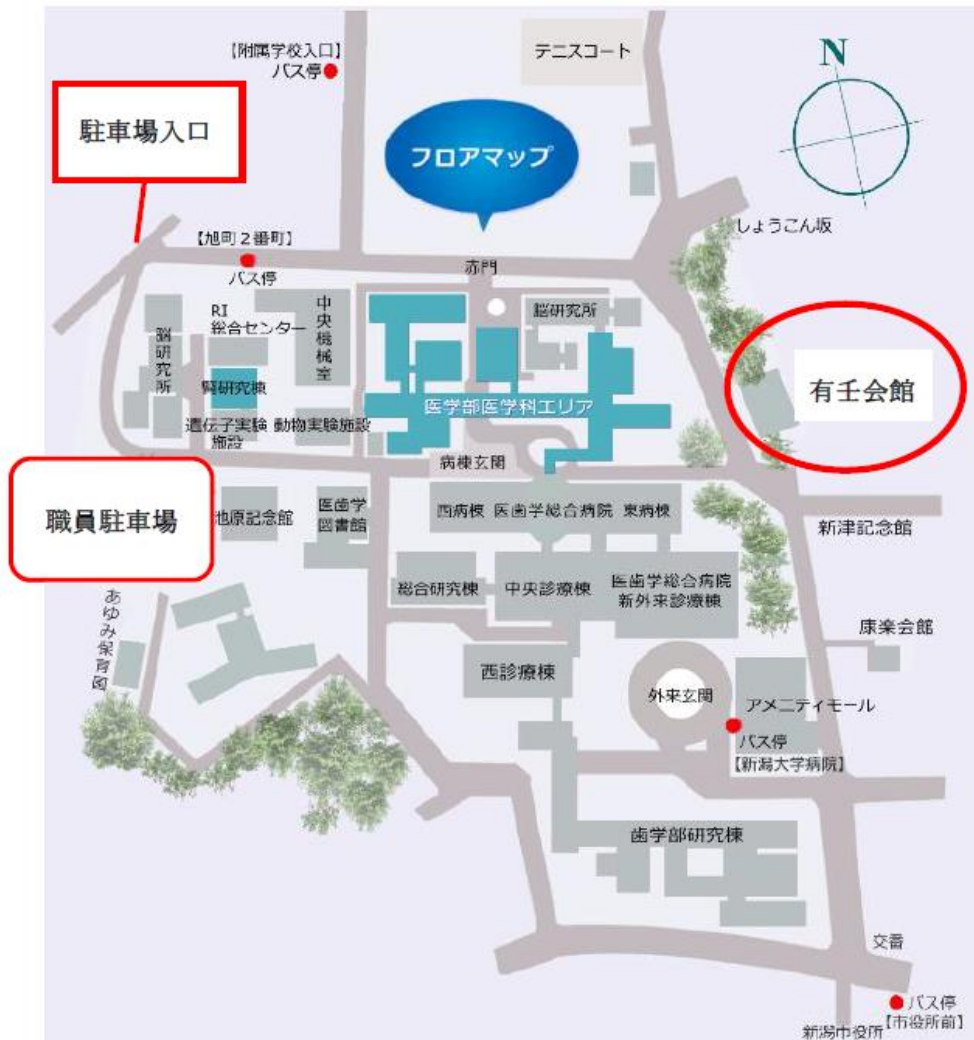 【附属学校入口】
バス停
テニスコート
N
駐車場入口
フロアマップ
しょうこん坂
【旭町２番町】
バス停
赤門
RI
総合センター
中央機械室
脳研究所
脳研究所
腎研究棟
医学部医学科エリア
有壬会館
遺伝子実験
施設
動物実験施設
病棟玄関
職員駐車場
池原記念館
医歯学
図書館
西病棟 医歯学総合病院 東病棟
新津記念館
総合研究棟
中央診療棟
医歯学総合病院
新外来診療棟
あゆみ保育園
康楽会館
西診療棟
外来玄関
アメニティモール
バス停
【新潟大学病院】
歯学部研究棟
交番
バス停
【市役所前】
新潟市役所